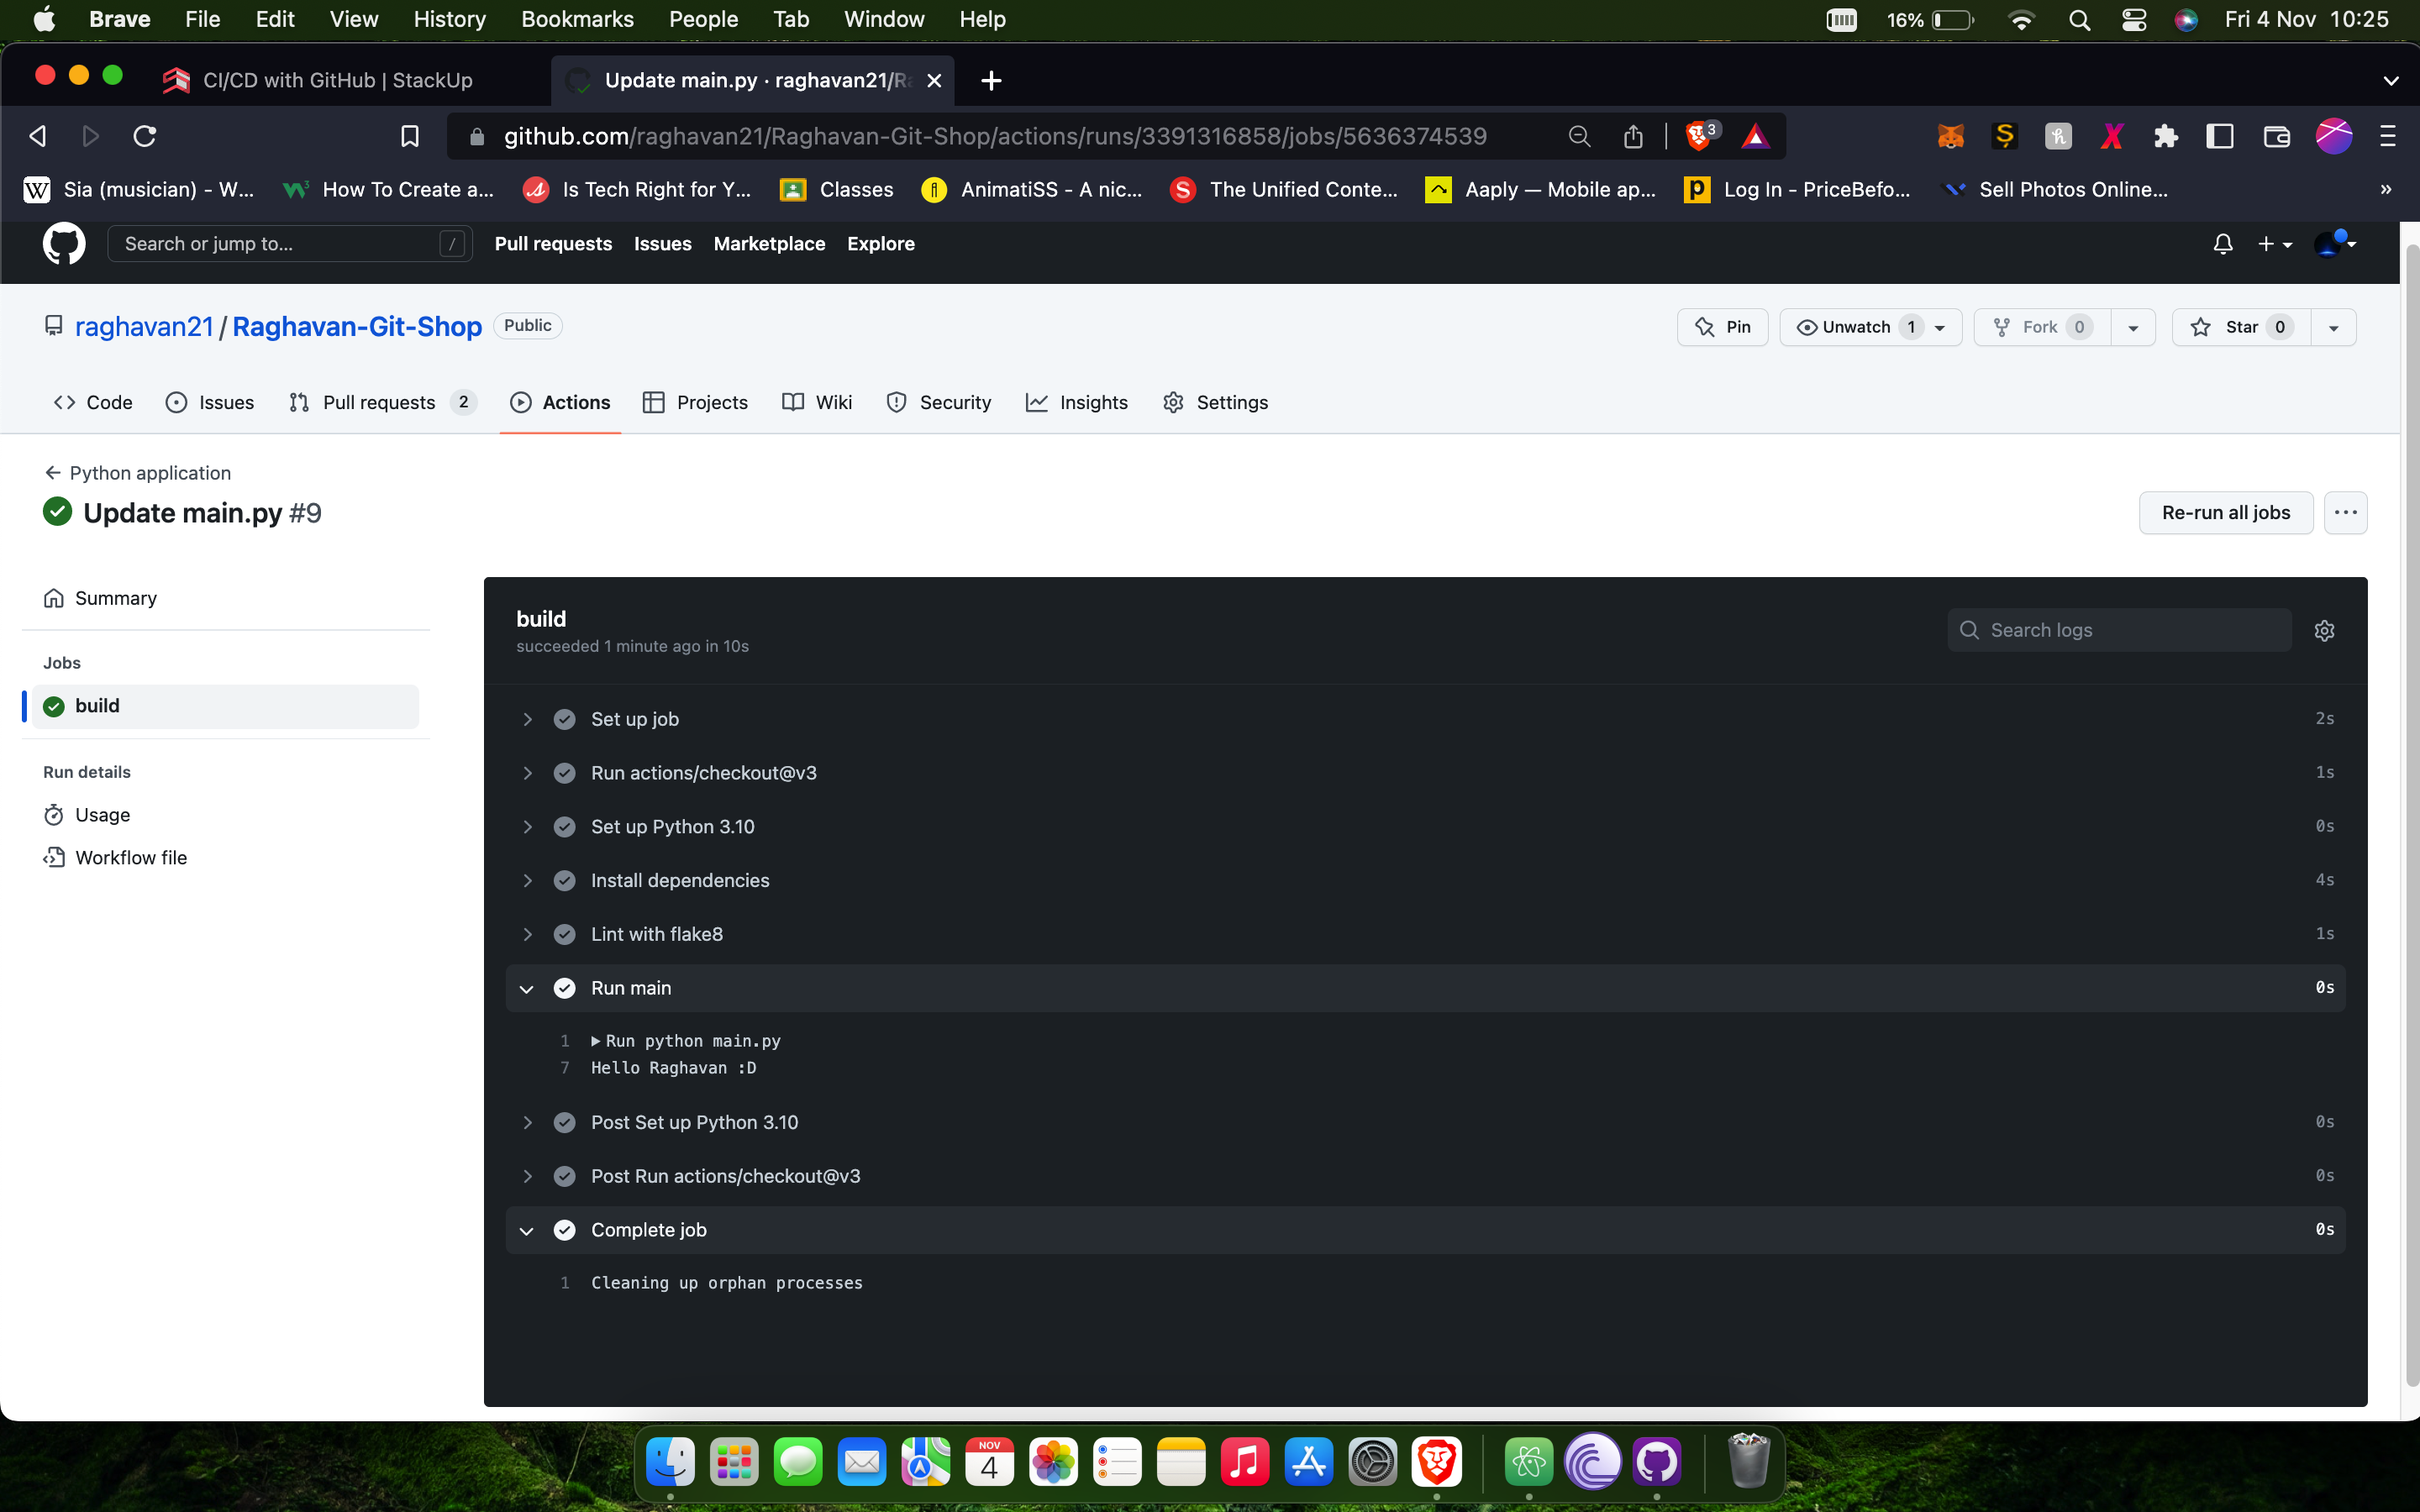 Brave File Edit View History Bookmarks People Tab Window Help 16% Fri 4 Nov 10:25
CI/CD with GitHub | StackUp Update main.py · raghavan21/Ra
github.com/raghavan21/Raghavan-Git-Shop/actions/runs/3391316858/jobs/5636374539 3
W Sia (musician) - W... How To Create a... Is Tech Right for Y... Classes AnimatiSS - A nic... The Unified Conte... Aaply — Mobile ap... Log In - PriceBefo... Sell Photos Online... »
Search or jump to... / Pull requests Issues Marketplace Explore
raghavan21 / Raghavan-Git-Shop Public Pin Unwatch 1 Fork 0 Star 0
Code Issues Pull requests 2 Actions Projects Wiki Security Insights Settings
Python application
Update main.py #9 Re-run all jobs ...
Summary
Jobs
build
Run details
Usage
Workflow file
build
succeeded 1 minute ago in 10s
Search logs
Set up job 2s
Run actions/checkout@v3 1s
Set up Python 3.10 0s
Install dependencies 4s
Lint with flake8 1s
Run main 0s
1 Run python main.py
7 Hello Raghavan :D
Post Set up Python 3.10 0s
Post Run actions/checkout@v3 0s
Complete job 0s
1 Cleaning up orphan processes
NOV
4